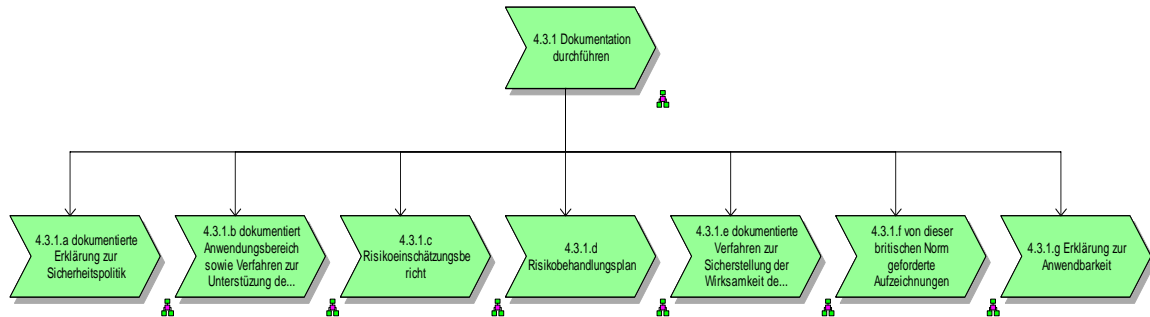 4.3.1 Dokumentation
durchführen
4.3.1.a dokumentierte
Erklärung zur
Sicherheitspolitik
4.3.1.b dokumentiert
Anwendungsbereich
sowie Verfahren zur
Unterstüzung de...
4.3.1.c
Risikoeinschätzungsbe
richt
4.3.1.d
Risikobehandlungsplan
4.3.1.e dokumentierte
Verfahren zur
Sicherstellung der
Wirksamkeit de...
4.3.1.f von dieser
britischen Norm
geforderte
Aufzeichnungen
4.3.1.g Erklärung zur
Anwendbarkeit